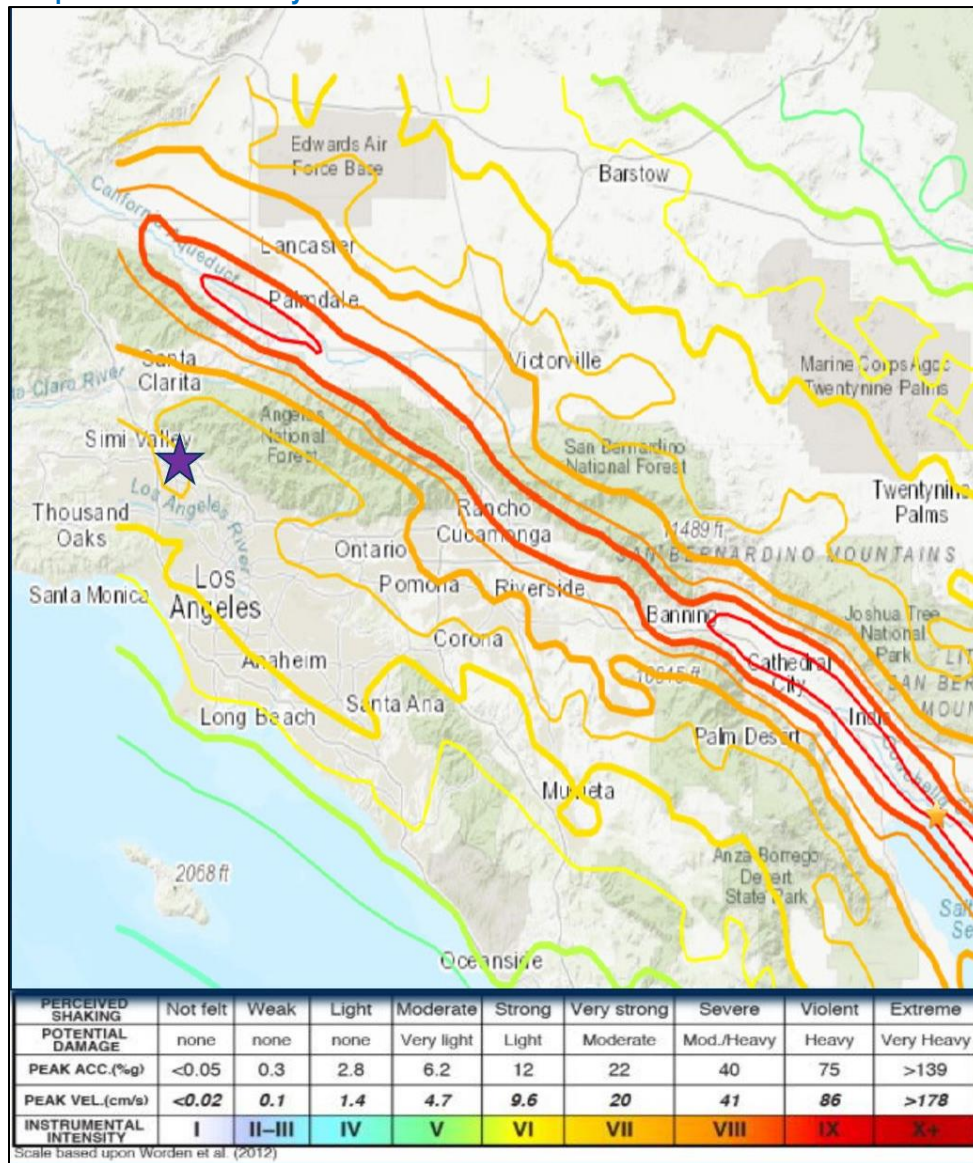 Edwards Air
Force Base
Barstow
California Aqueduct
Lancaster
Palmdale
Victorville
Marine Corps Agcc
Twentynine Palms
Santa
Clarita
Claro River
Angeles
National
Forest
Simi Valley
San Bernardino
National Forest
Los Angeles River
Twentynine
Palms
Thousand
Oaks
Rancho
Cucamonga
11489 ft
SAN BERNARDINO MOUNTAINS
Ontario
Santa Monica
Los
Angeles
Pomona
Riverside
Banning
Joshua Tree
National
Park
Corona
Anaheim
Cathedral
City
Santa Ana
Long Beach
Indio
Palm Desert
Murrieta
2068 ft
Anza Borrego
Desert
State Park
Oceanside
PERCEIVED SHAKING Not felt Weak Light Moderate Strong Very strong Severe Violent Extreme
POTENTIAL DAMAGE none none none Very light Light Moderate Mod./Heavy Heavy Very Heavy
PEAK ACC.(%g) <0.05 0.3 2.8 6.2 12 22 40 75 >139
PEAK VEL.(cm/s) <0.02 0.1 1.4 4.7 9.6 20 41 86 >178
INSTRUMENTAL INTENSITY I II–III IV V VI VII VIII IX X+
Scale based upon Worden et al. (2012)